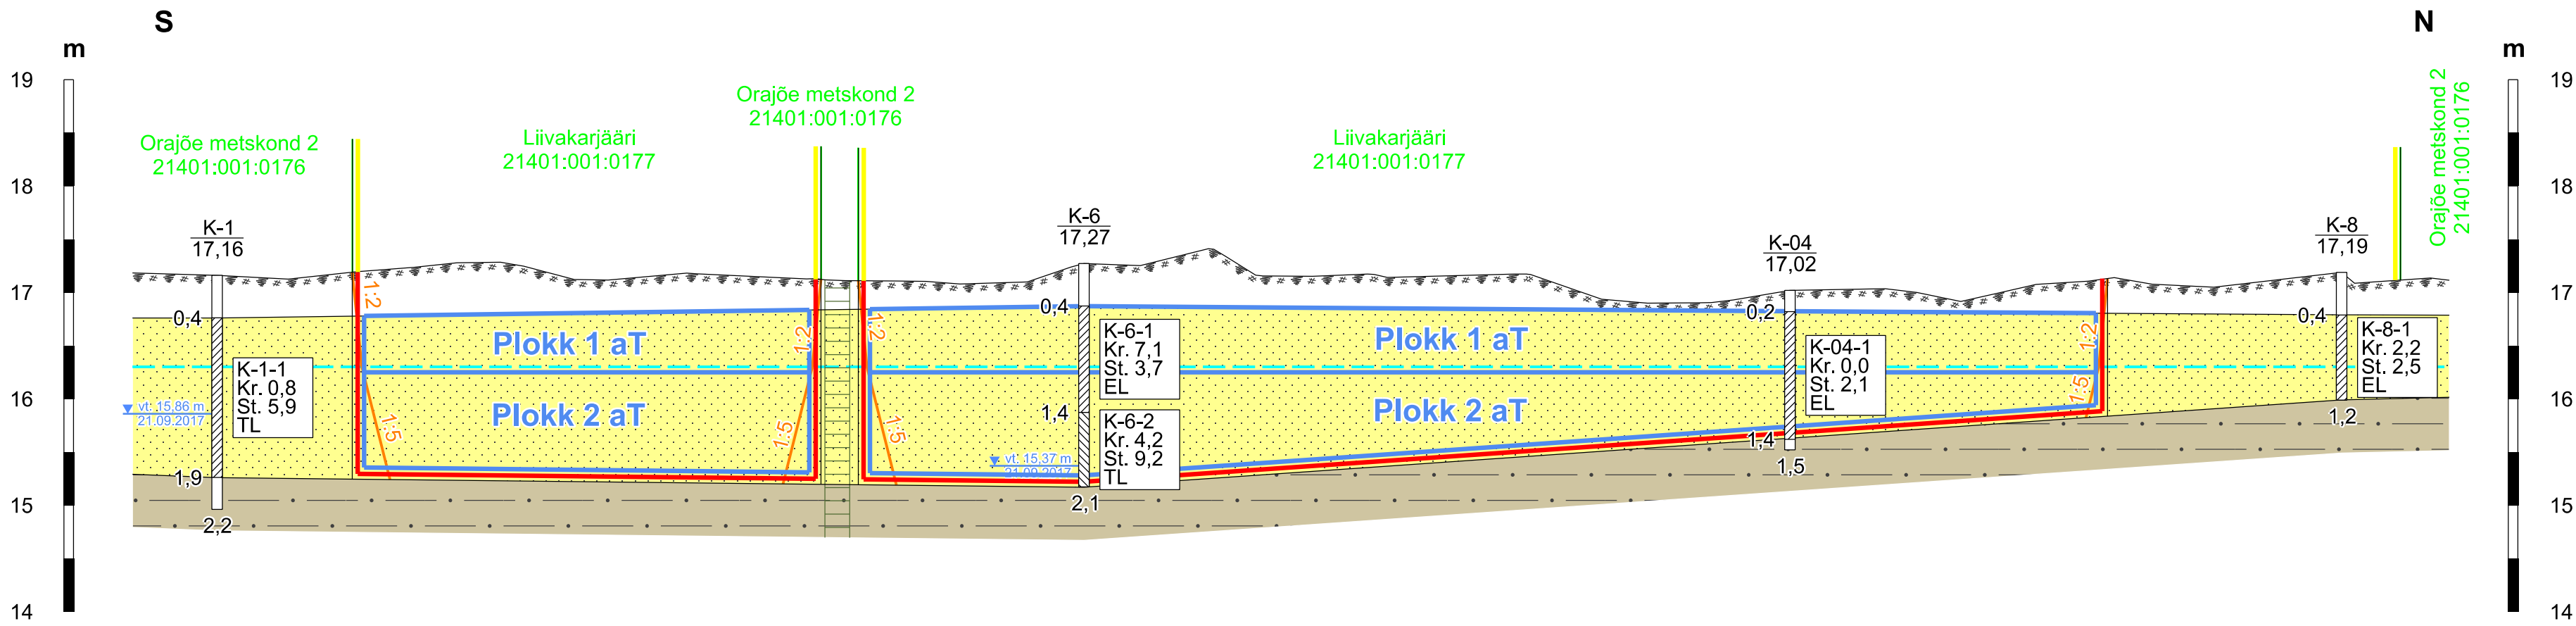 S
N
m
m
19
18
17
16
15
14
19
18
17
16
15
14
Orajõe metskond 2
21401:001:0176
Liivakarjääri
21401:001:0177
Orajõe metskond 2
21401:001:0176
Liivakarjääri
21401:001:0177
Orajõe metskond 2
21401:001:0176
K-1
17,16
K-6
17,27
K-04
17,02
K-8
17,19
0,4
1,9
2,2
K-1-1
Kr. 0,8
St. 5,9
TL
vt. 15,86 m
21.09.2017
1:2
1:5
Plokk 1 aT
Plokk 2 aT
1:2
1:5
1:2
1:5
0,4
1,4
2,1
K-6-1
Kr. 7,1
St. 3,7
EL
K-6-2
Kr. 4,2
St. 9,2
TL
vt. 15,37 m
21.09.2017
Plokk 1 aT
Plokk 2 aT
0,2
1,4
1,5
K-04-1
Kr. 0,0
St. 2,1
EL
1:2
1:5
0,4
1,2
K-8-1
Kr. 2,2
St. 2,5
EL